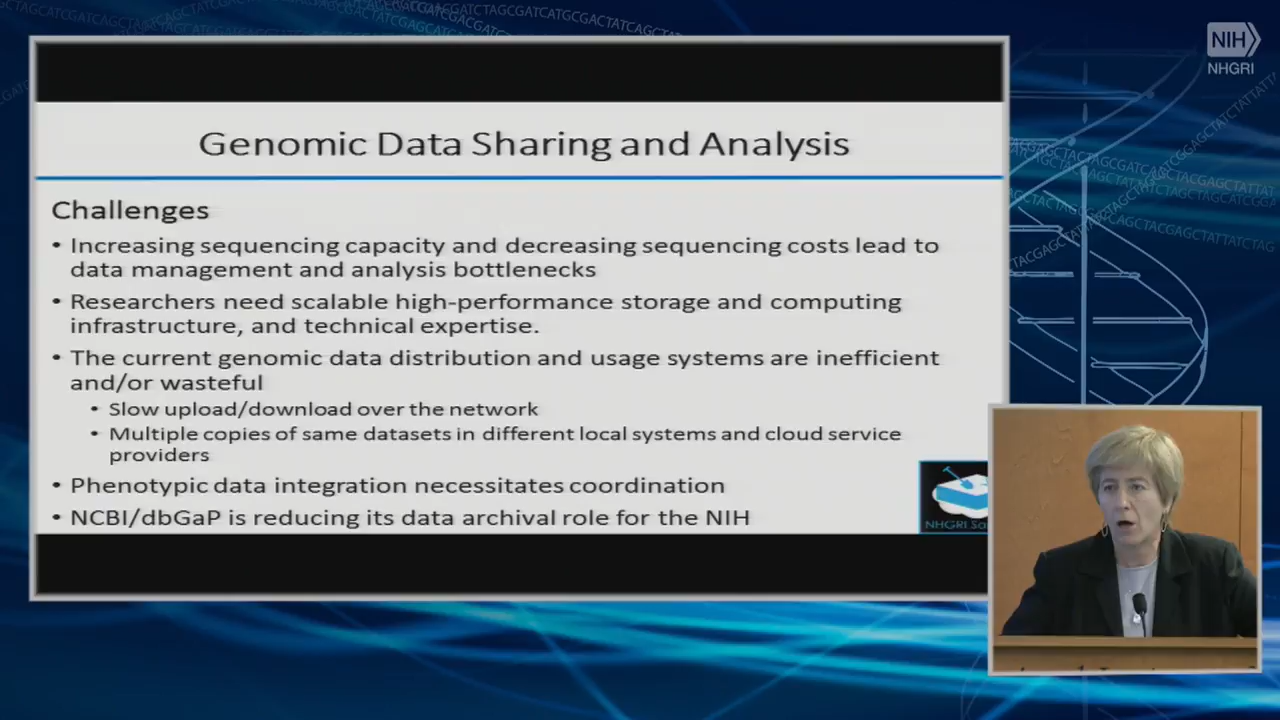 NIH
NHGRI
Genomic Data Sharing and Analysis
Challenges
• Increasing sequencing capacity and decreasing sequencing costs lead to
data management and analysis bottlenecks
• Researchers need scalable high-performance storage and computing
infrastructure, and technical expertise.
• The current genomic data distribution and usage systems are inefficient
and/or wasteful
• Slow upload/download over the network
• Multiple copies of same datasets in different local systems and cloud service
providers
• Phenotypic data integration necessitates coordination
• NCBI/dbGaP is reducing its data archival role for the NIH
NHGRI